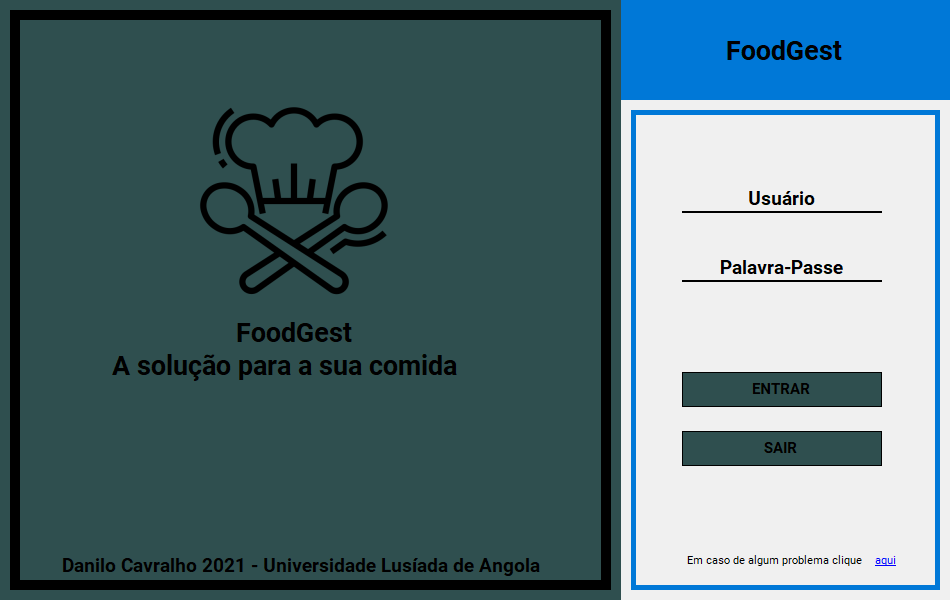 FoodGest
A solução para a sua comida
Danilo Cavralho 2021 - Universidade Lusíada de Angola
FoodGest
Usuário
Palavra-Passe
ENTRAR
SAIR
Em caso de algum problema clique aqui